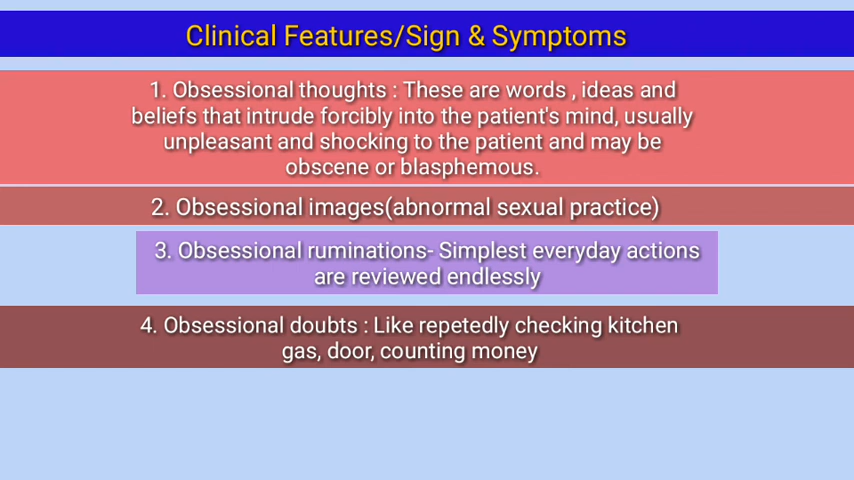 Clinical Features/Sign & Symptoms
1. Obsessional thoughts : These are words , ideas and
beliefs that intrude forcibly into the patient's mind, usually
unpleasant and shocking to the patient and may be
obscene or blasphemous.
2. Obsessional images(abnormal sexual practice)
3. Obsessional ruminations- Simplest everyday actions
are reviewed endlessly
4. Obsessional doubts : Like repetedly checking kitchen
gas, door, counting money